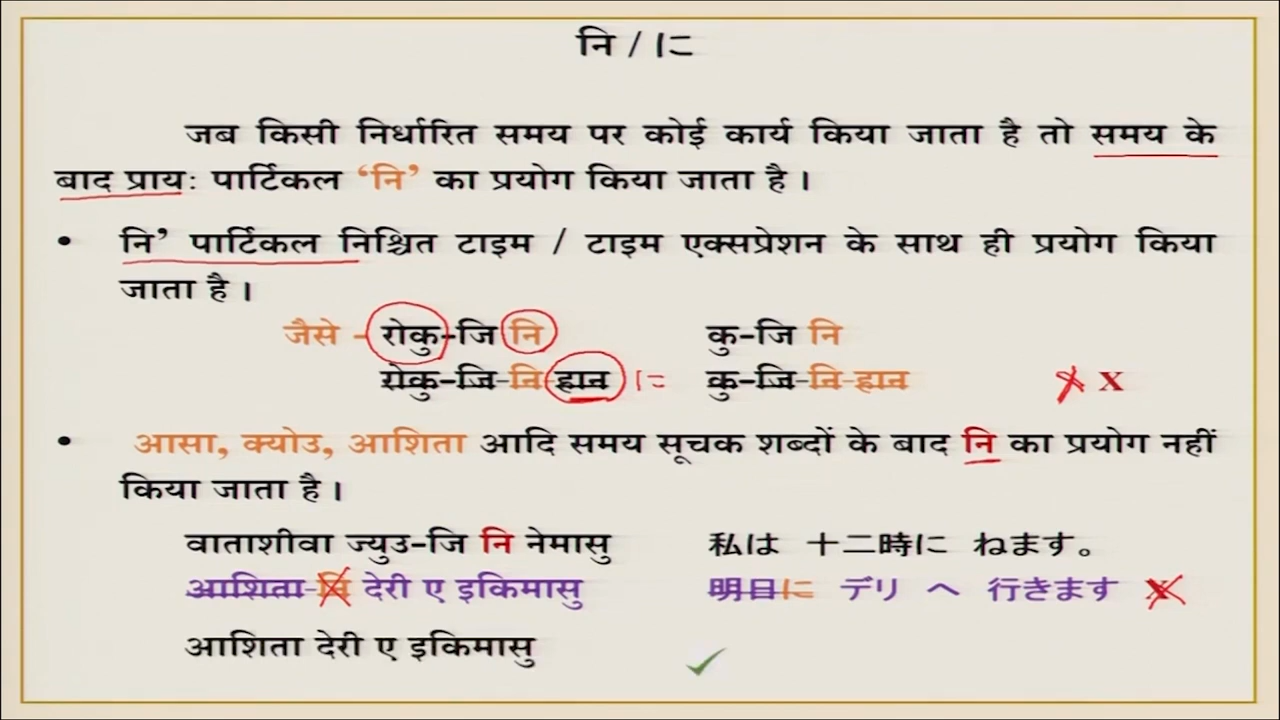 नि / に
जब किसी निर्धारित समय पर कोई कार्य किया जाता है तो समय के
बाद प्राय: पार्टिकल ‘नि’ का प्रयोग किया जाता है।
• नि’ पार्टिकल निश्चित टाइम / टाइम एक्सप्रेशन के साथ ही प्रयोग किया
जाता है।
जैसे - रोकु-जि नि कु-जि नि
रोकु-जि-नि-हान に कु-जि-नि-हान x X
• आसा, क्योउ, आशिता आदि समय सूचक शब्दों के बाद नि का प्रयोग नहीं
किया जाता है।
वाताशीवा ज्युउ-जि नि नेमासु 私は 十二時に ねます。
आशिता-नि देरी ए इकिमासु 明日に デリ へ 行きます x
आशिता देरी ए इकिमासु ✓